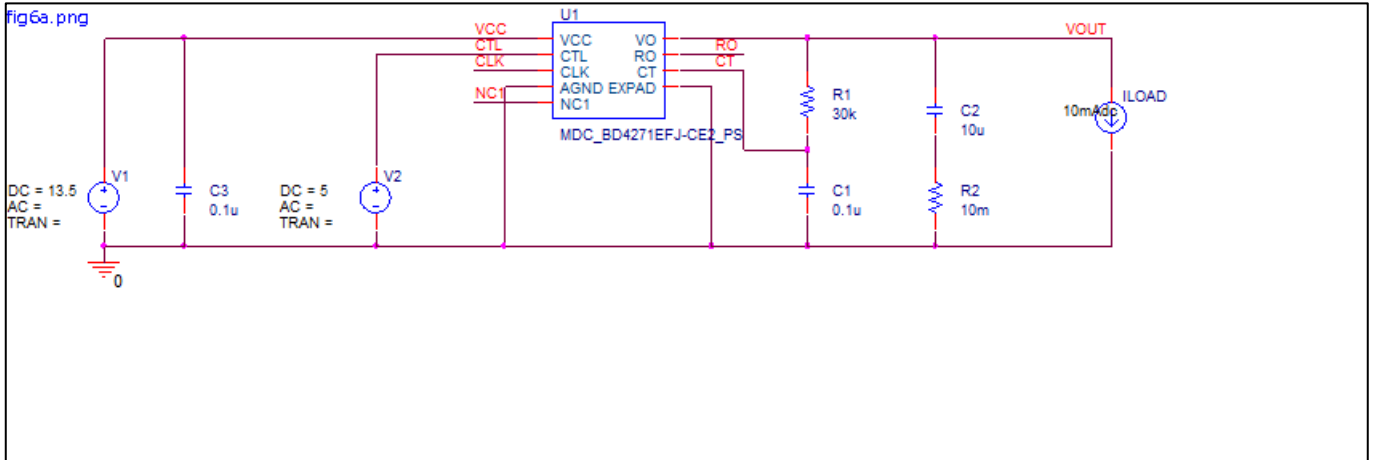 fig6a.png
U1
VCC
CTL
CLK
NC1
VCC
CTL
CLK
AGND
NC1
VO
RO
CT
EXPAD
RO
CT
VOUT
MDC_BD4271EFJ-CE2_PS
R1
30k
C2
10u
10mAdc
ILOAD
V1
DC = 13.5
AC =
TRAN =
C3
0.1u
V2
DC = 5
AC =
TRAN =
C1
0.1u
R2
10m
0